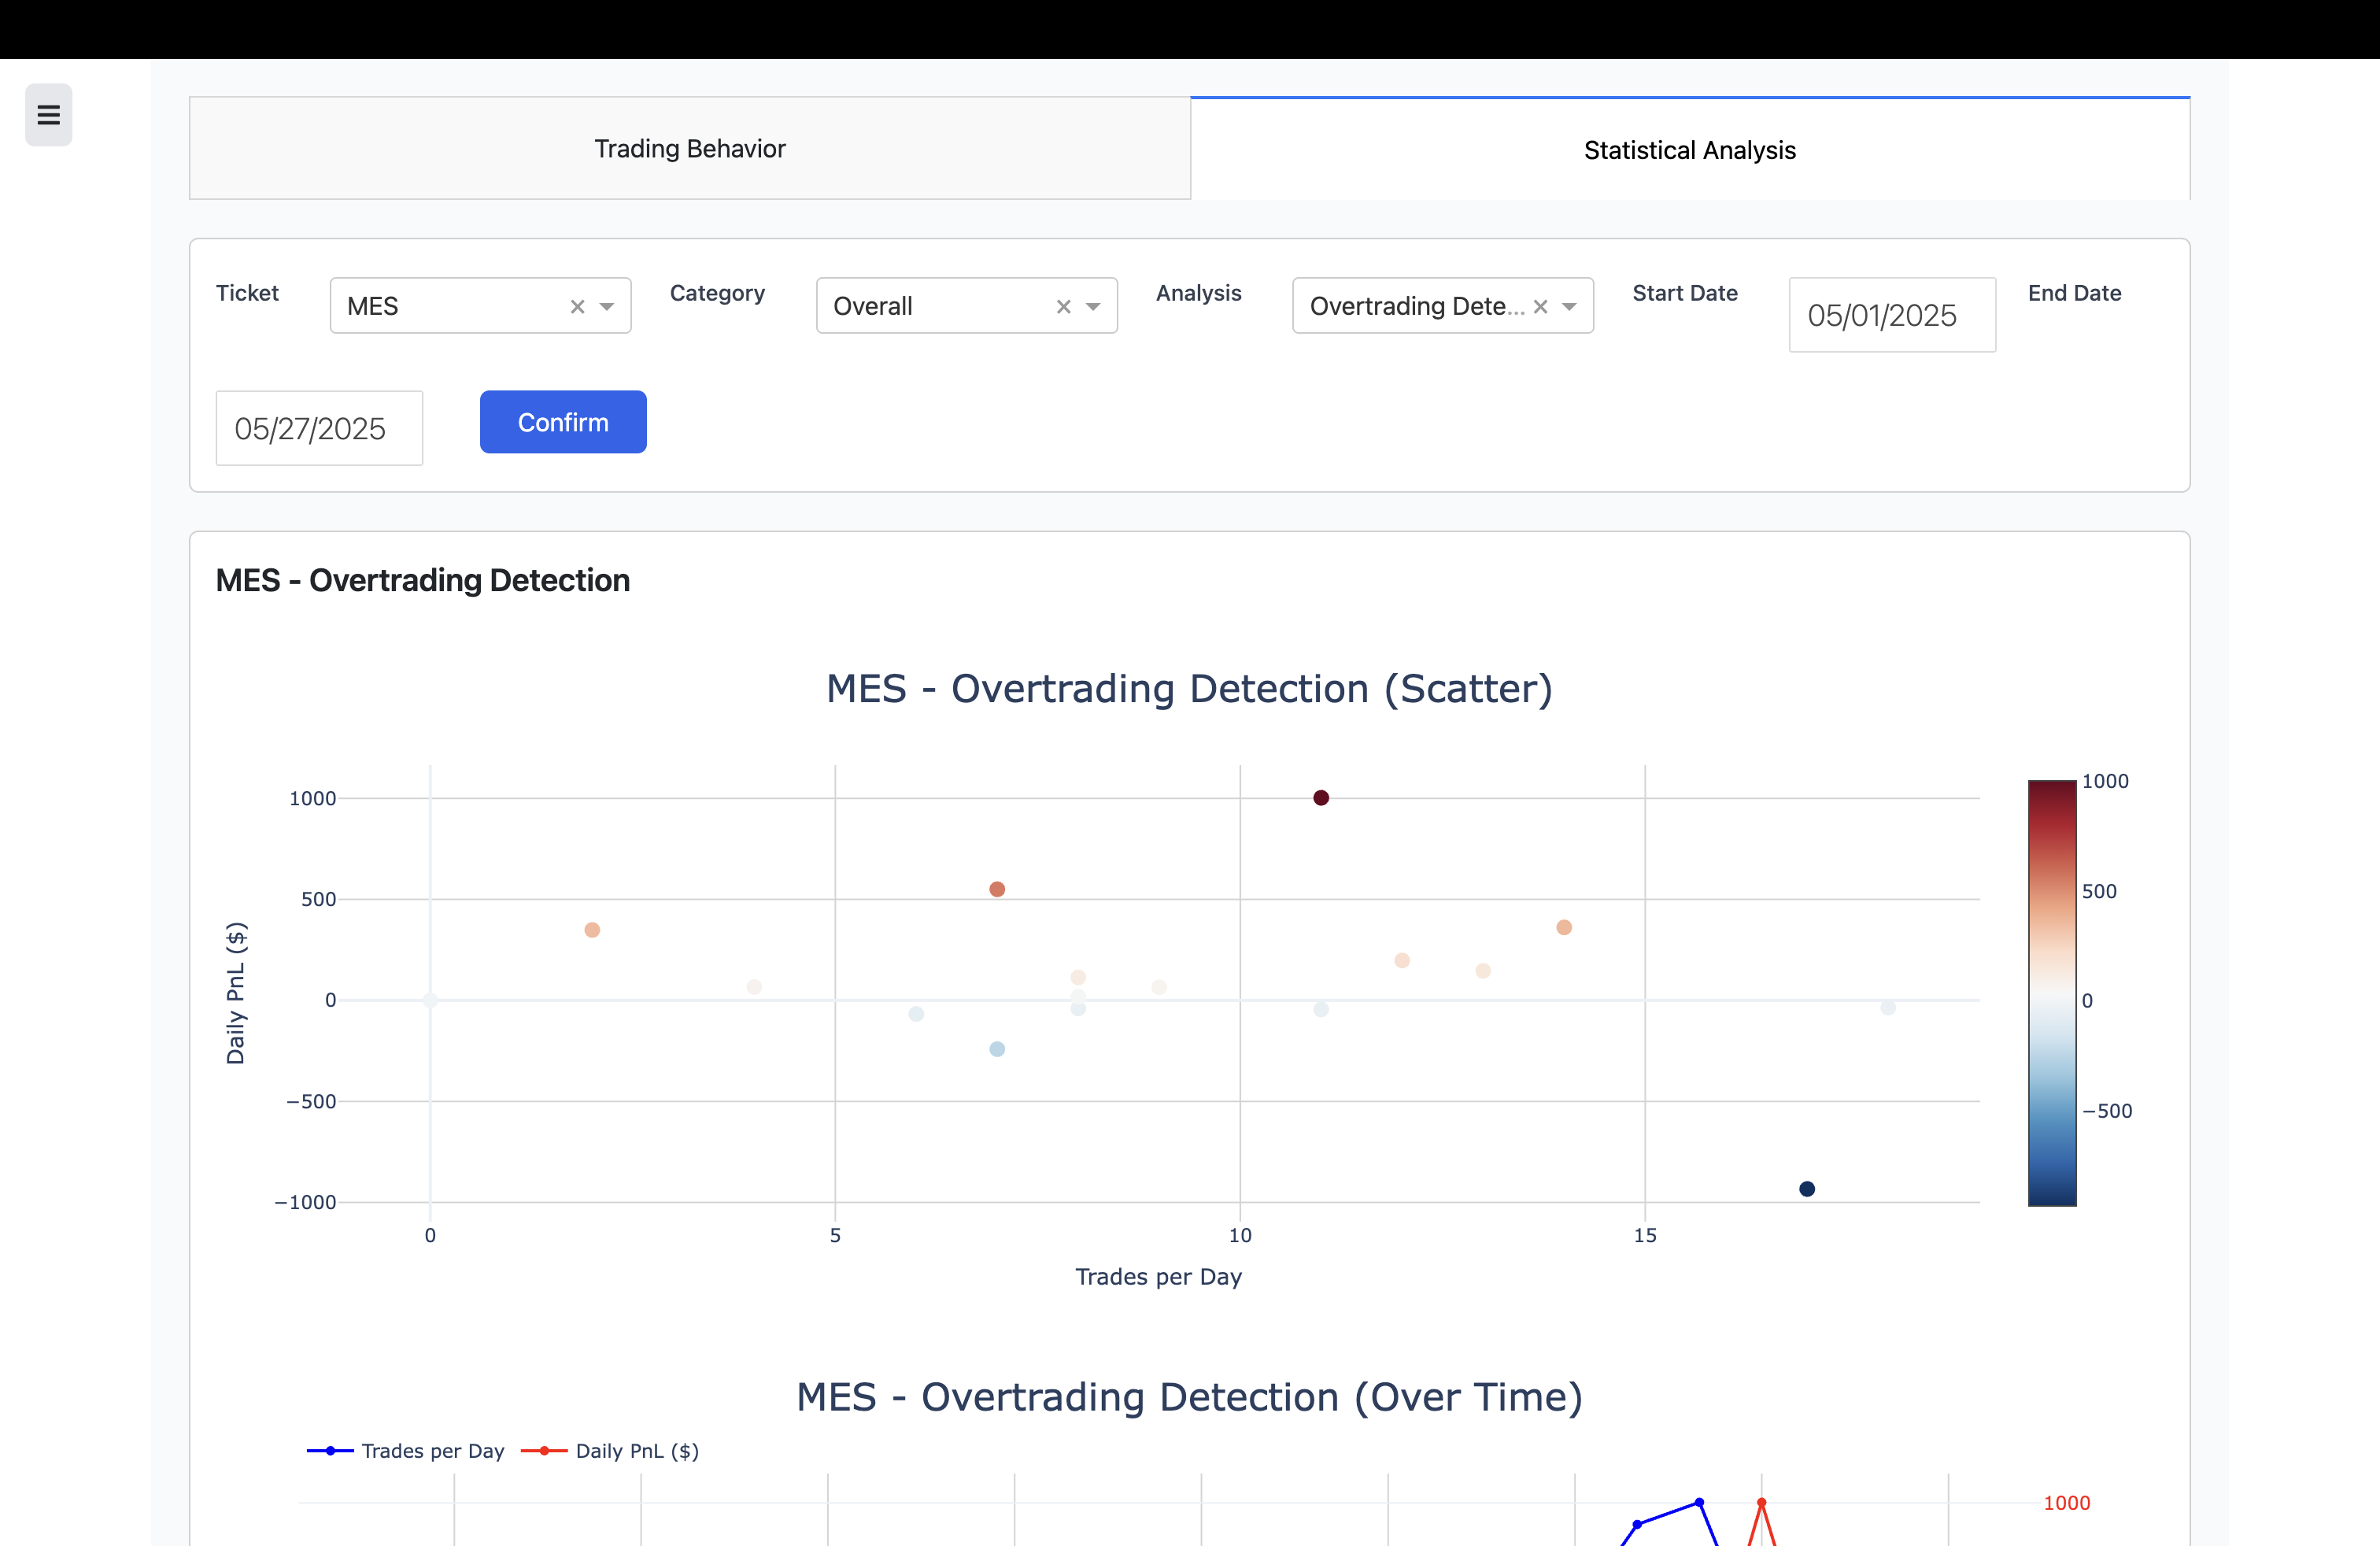 Trading Behavior
Statistical Analysis
Ticket
MES
Category
Overall
Analysis
Overtrading Dete...
Start Date
05/01/2025
End Date
05/27/2025
Confirm
MES - Overtrading Detection
MES - Overtrading Detection (Scatter)
1000
500
0
−500
−1000
Daily PnL ($)
0
5
10
15
Trades per Day
1000
500
0
−500
MES - Overtrading Detection (Over Time)
Trades per Day
Daily PnL ($)
1000